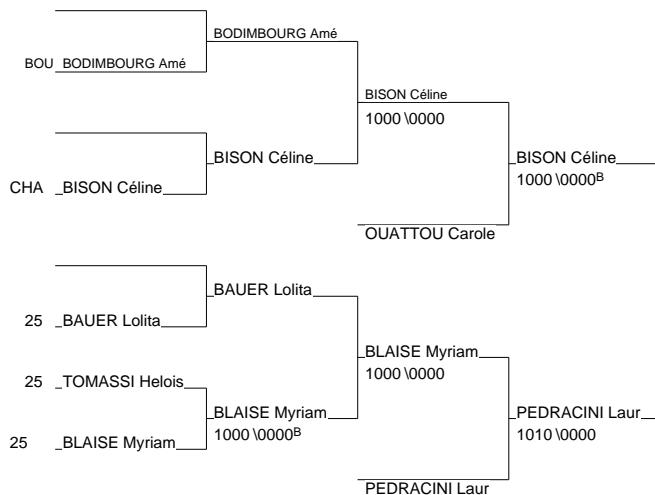 BODIMBOURG Amé
BOU BODIMBOURG Amé
BISON Céline
1000 \0000
BISON Céline
CHA BISON Céline
BISON Céline
1000 \0000B
OUATTOU Carole
BAUER Lolita
25 BAUER Lolita
BLAISE Myriam
1000 \0000
25 TOMASSI Helois
BLAISE Myriam
1000 \0000B
25 BLAISE Myriam
PEDRACINI Laur
1010 \0000
PEDRACINI Laur